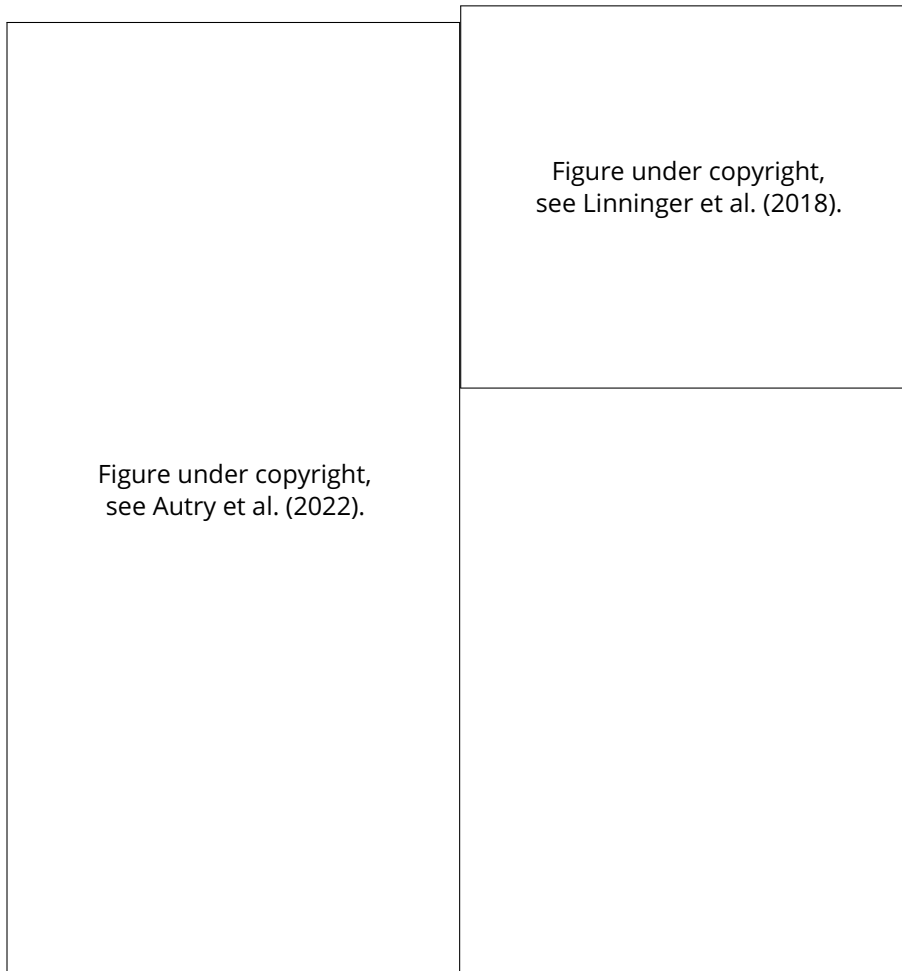 Figure under copyright,
see Linninger et al. (2018).
Figure under copyright,
see Autry et al. (2022).